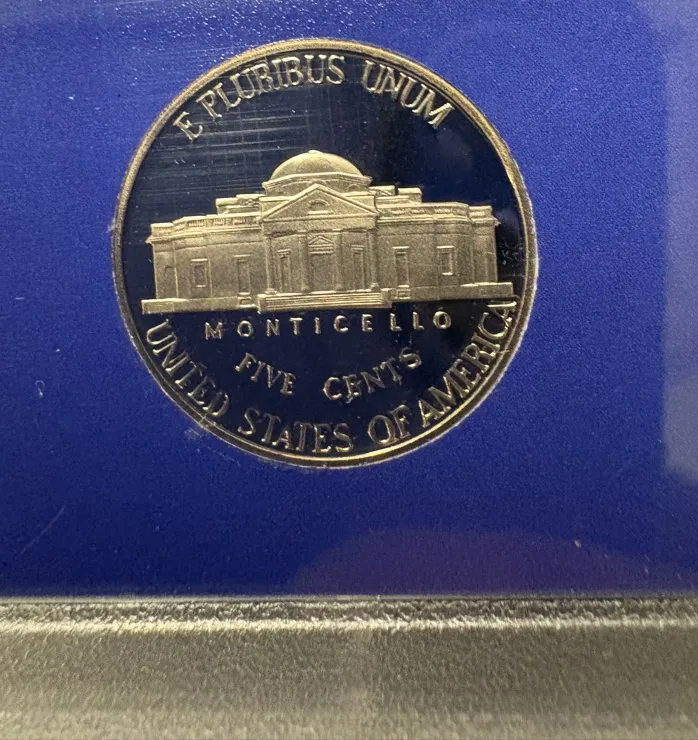 E PLURIBUS UNUM
MONTICELLO
FIVE CENTS
UNITED STATES OF AMERICA